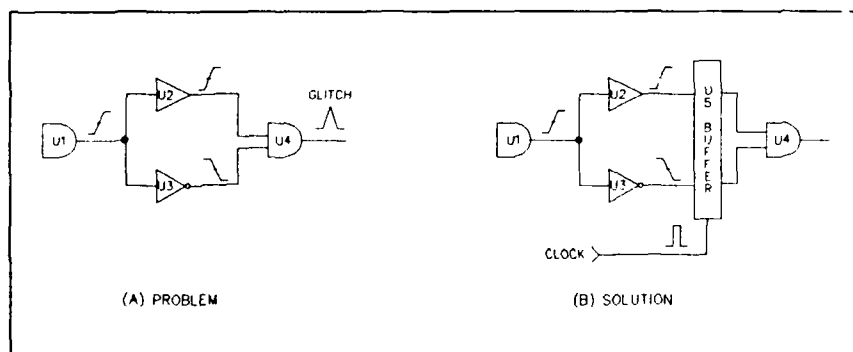 U2
GLITCH
U1
U4
U3
(A) PROBLEM
U2
U1
U5 BUFFER
U4
U3
CLOCK
(B) SOLUTION